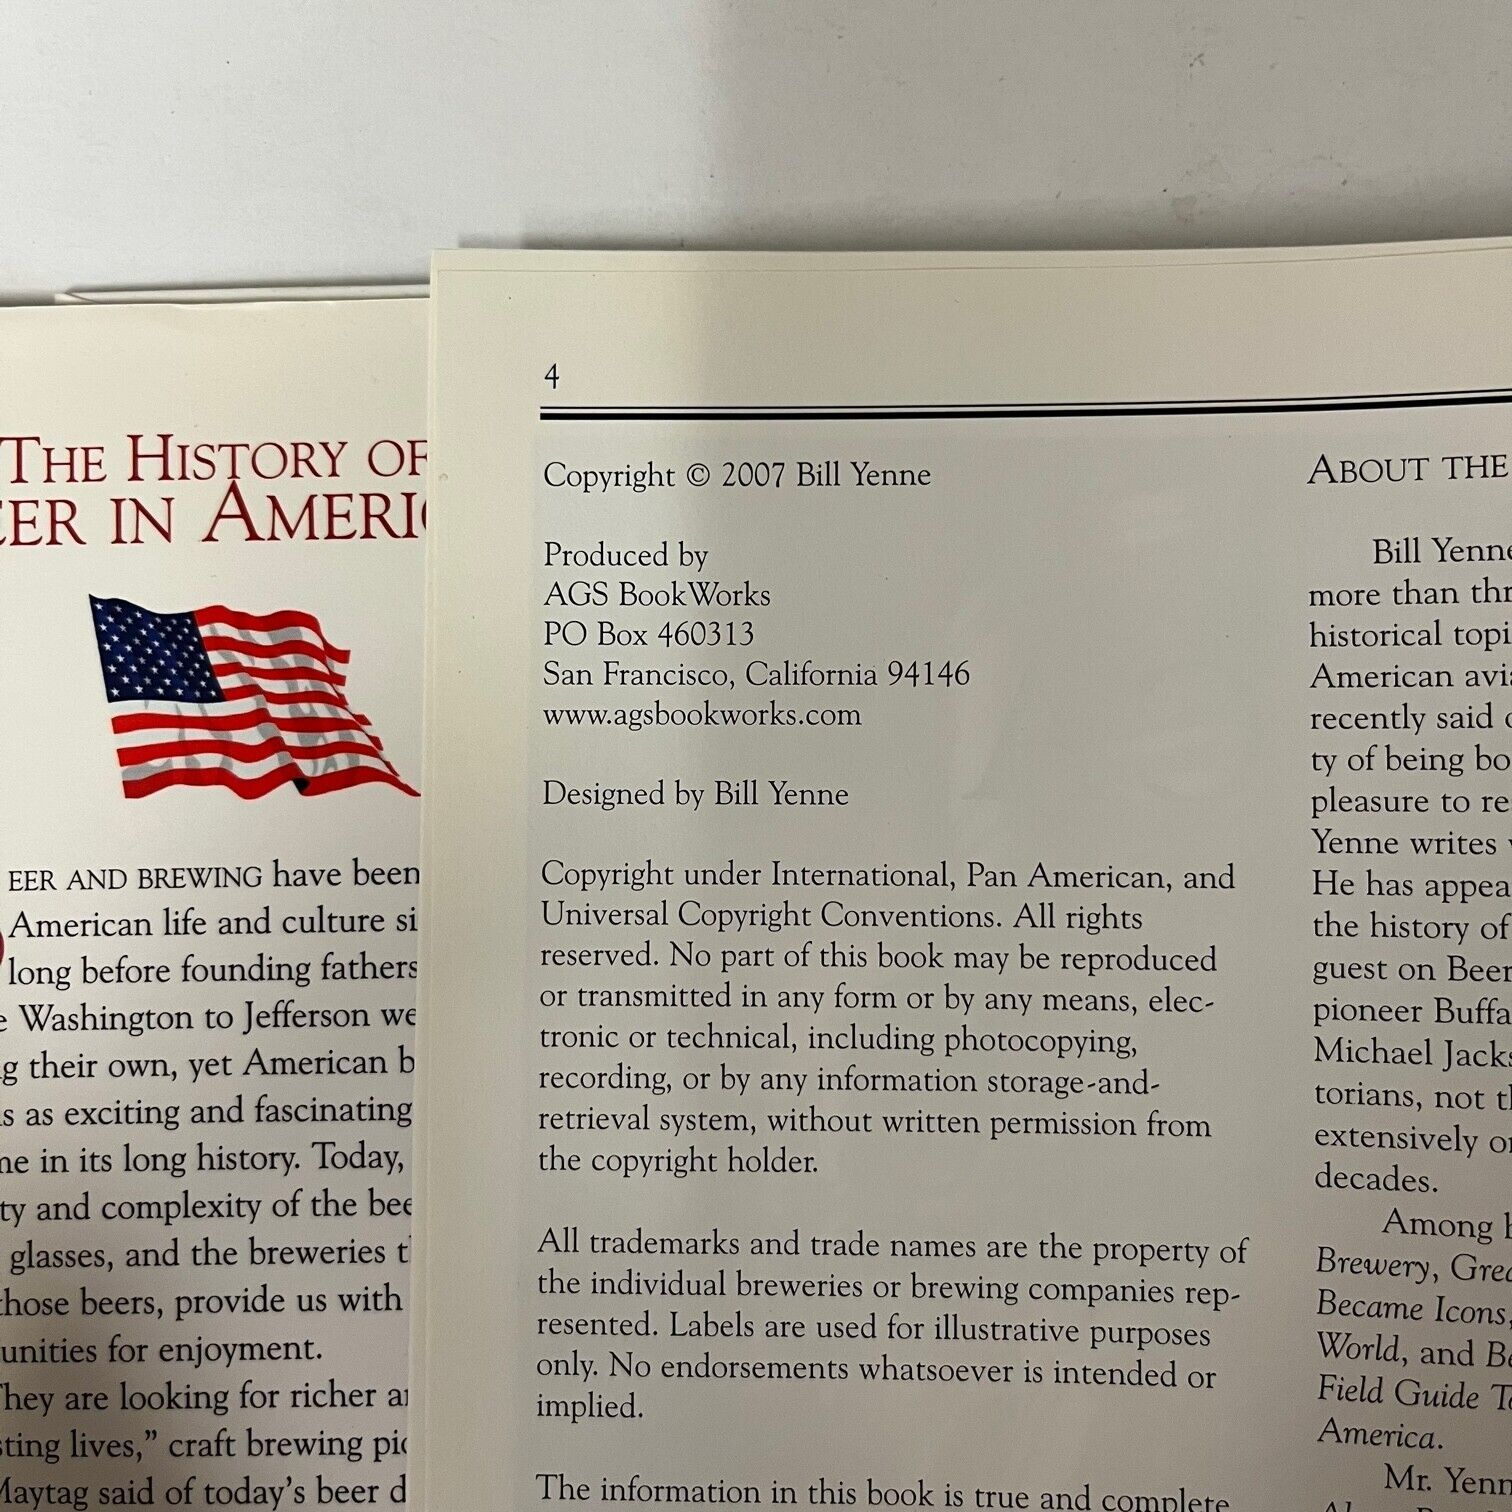 THE HISTORY OF
IN AMERI
EER AND BREWING have been
American life and culture si
long before founding fathers
Washington to Jefferson we
their own, yet American b
as exciting and fascinating
in its long history. Today,
and complexity of the bee
glasses, and the breweries t
those beers, provide us with
unities for enjoyment.
They are looking for richer a
sting lives,” craft brewing pi
Maytag said of today’s beer d
4
Copyright © 2007 Bill Yenne
Produced by
AGS BookWorks
PO Box 460313
San Francisco, California 94146
www.agsbookworks.com
Designed by Bill Yenne
Copyright under International, Pan American, and
Universal Copyright Conventions. All rights
reserved. No part of this book may be reproduced
or transmitted in any form or by any means, elec-
tronic or technical, including photocopying,
recording, or by any information storage-and-
retrieval system, without written permission from
the copyright holder.
All trademarks and trade names are the property of
the individual breweries or brewing companies rep-
resented. Labels are used for illustrative purposes
only. No endorsements whatsoever is intended or
implied.
The information in this book is true and complete
ABOUT THE
Bill Yenne
more than thr
historical topi
American avi
recently said
ty of being bo
pleasure to re
Yenne writes
He has appea
the history of
guest on Beer
pioneer Buffa
Michael Jacks
torians, not t
extensively o
decades.
Among
Brewery, Grea
Became Icons,
World, and B
Field Guide T
America.
Mr. Yenn